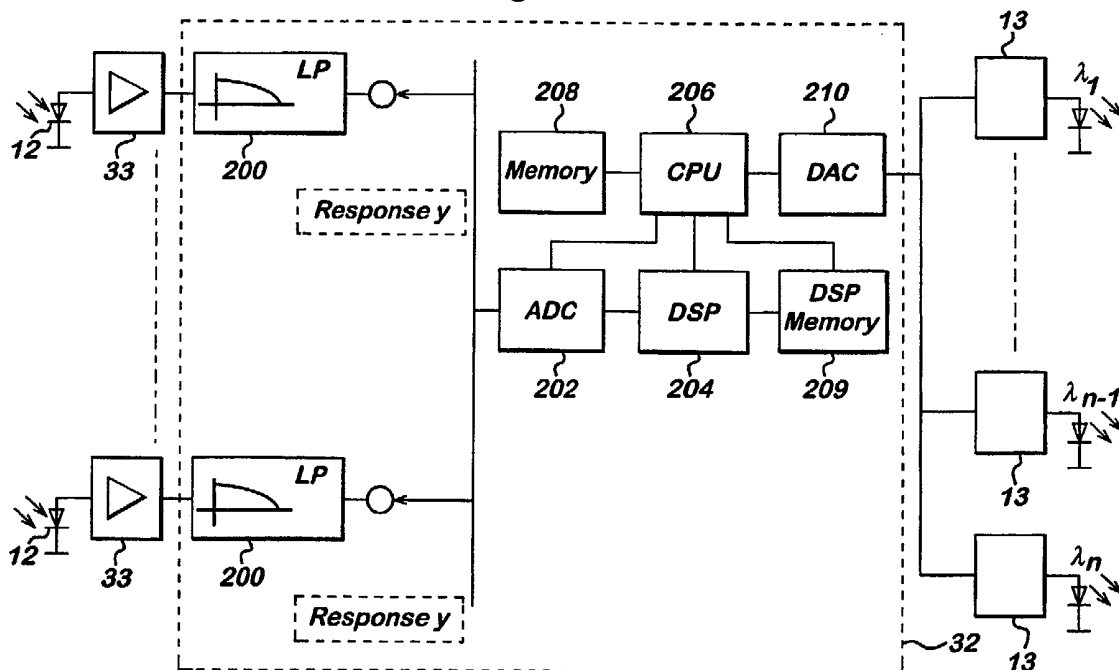 13
LP
λ1
12
33
200
208
206
210
Memory
CPU
DAC
13
Response y
ADC
DSP
DSP
Memory
202
204
209
λn-1
13
LP
12
33
200
λn
Response y
32
13